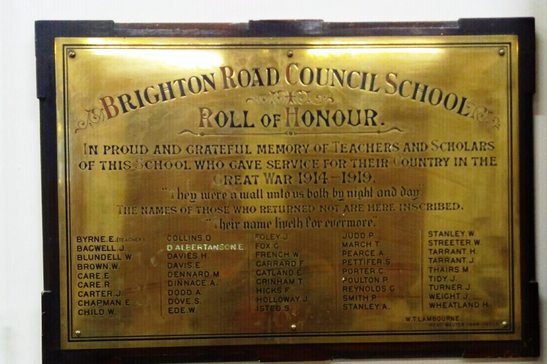 BRIGHTON ROAD COUNCIL SCHOOL
ROLL OF HONOUR.
IN PROUD AND GRATEFUL MEMORY OF TEACHERS AND SCHOLARS
OF THIS SCHOOL WHO GAVE SERVICE FOR THEIR COUNTRY IN THE
GREAT WAR 1914-1919.
"They were a wall unto us both by night and day"
THE NAMES OF THOSE WHO RETURNED NOT ARE HERE INSCRIBED.
"Their name liveth for evermore."
BYRNE. E. (TEACHER)
BAGWELL. J.
BLUNDELL. W.
BROWN. W.
CARE. E.
CARE. R.
CARTER. J.
CHAPMAN. E.
CHILD. W.
COLLINS. O.
D'ALBERTANSON. E.
DAVIES. H.
DAVIS. E.
DENNARD. M.
DINNAGE. A.
DODD. A.
DOVE. S.
EDE. W.
FOLEY. J.
FOX. G.
FRENCH. W.
GARRARD. F.
GATLAND. E.
GRINHAM. T.
HICKS. F.
HOLLOWAY. J.
ISTED. S.
JUDD. P.
MARCH. T.
PEARCE. A.
PETTIFER. S.
PORTER. C.
POULTON. P.
REYNOLDS. G.
SMITH. P.
STANLEY. A.
STANLEY. W.
STREETER. W.
TARRANT. H.
TARRANT. J.
THAIRS. M.
TIDY. J.
TURNER. J.
WEIGHT. J.
WHEATLAND. H.
W.T. LAMBOURNE.
HEAD MASTER